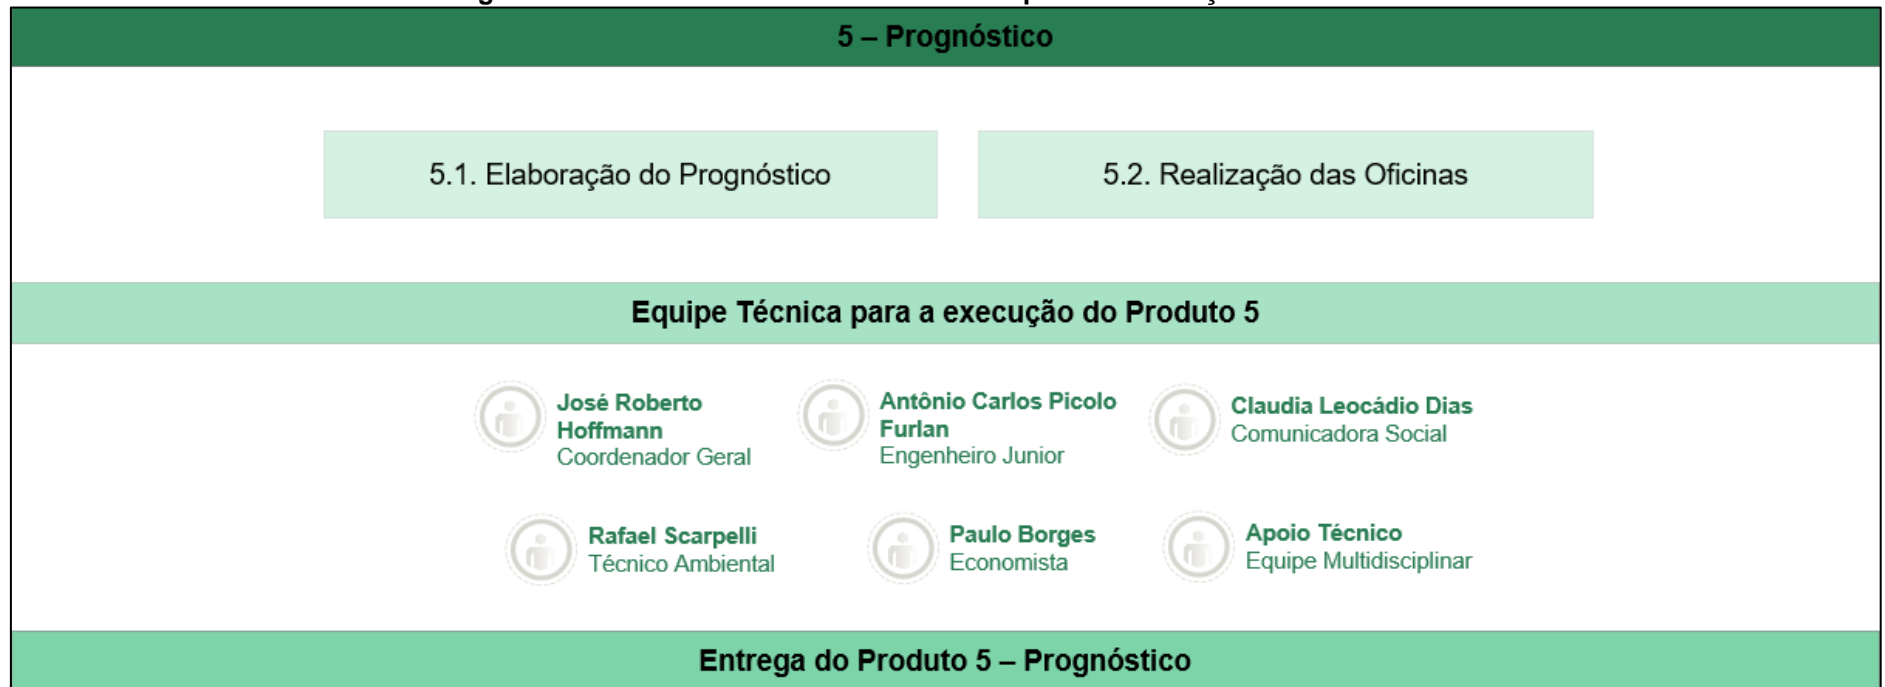 5 – Prognóstico
5.1. Elaboração do Prognóstico
5.2. Realização das Oficinas
Equipe Técnica para a execução do Produto 5
José Roberto
Hoffmann
Coordenador Geral
Antônio Carlos Picolo
Furlan
Engenheiro Junior
Claudia Leocádio Dias
Comunicadora Social
Rafael Scarpelli
Técnico Ambiental
Paulo Borges
Economista
Apoio Técnico
Equipe Multidisciplinar
Entrega do Produto 5 – Prognóstico